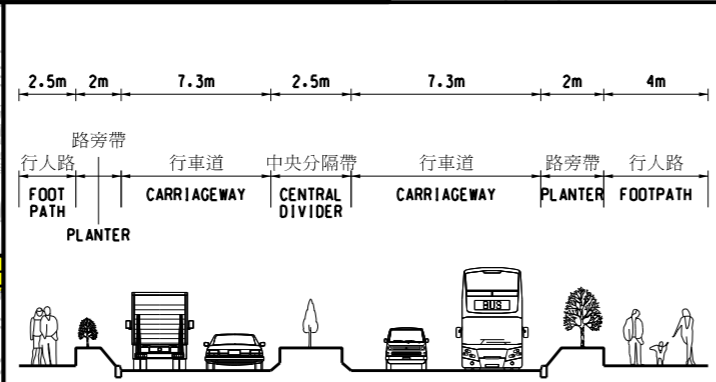 2.5m 2m 7.3m 2.5m 7.3m 2m 4m
路旁帶
行人路 行車道 中央分隔帶 行車道 路旁帶 行人路
FOOT CARRIAGEWAY CENTRAL CARRIAGEWAY PLANTER FOOTPATH
PATH DIVIDER
PLANTER
BUS